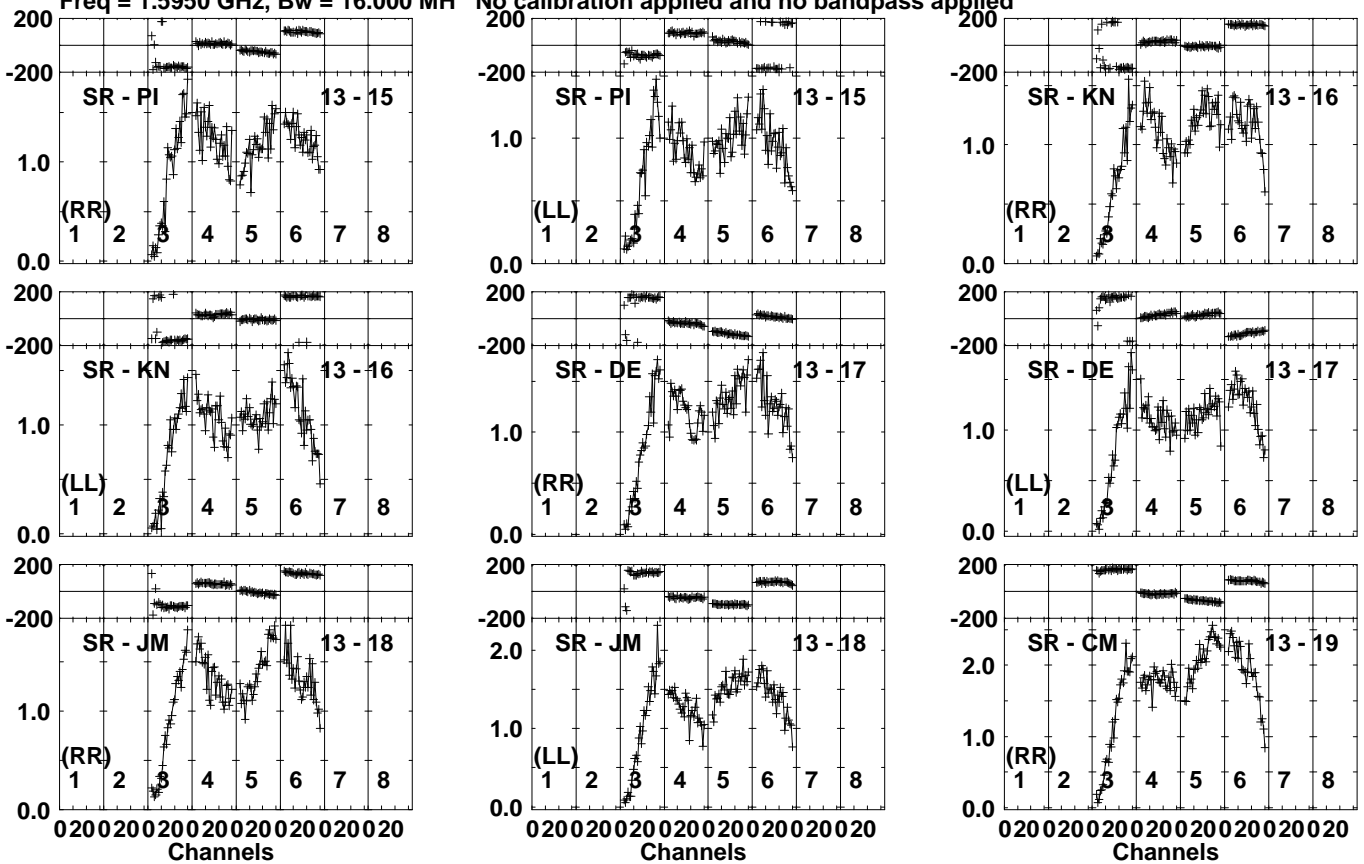 Freq = 1.5950 GHz, Bw = 16.000 MH No calibration applied and no bandpass applied
200
-200
SR - PI 13 - 15
1.0
(RR)
1 2 3 4 5 6 7 8
0.0
200
-200
SR - PI 13 - 15
1.0
(LL)
1 2 3 4 5 6 7 8
0.0
200
-200
SR - KN 13 - 16
1.0
(RR)
1 2 3 4 5 6 7 8
0.0
200
-200
SR - KN 13 - 16
1.0
(LL)
1 2 3 4 5 6 7 8
0.0
200
-200
SR - DE 13 - 17
1.0
(RR)
1 2 3 4 5 6 7 8
0.0
200
-200
SR - DE 13 - 17
1.0
(LL)
1 2 3 4 5 6 7 8
0.0
200
-200
SR - JM 13 - 18
1.0
(RR)
1 2 3 4 5 6 7 8
0.0
0 20 0 20 0 20 0 20 0 20 0 20 0 20 0 20
Channels
200
-200
SR - JM 13 - 18
2.0
1.0
(LL)
1 2 3 4 5 6 7 8
0.0
0 20 0 20 0 20 0 20 0 20 0 20 0 20 0 20
Channels
200
-200
SR - CM 13 - 19
2.0
1.0
(RR)
1 2 3 4 5 6 7 8
0.0
0 20 0 20 0 20 0 20 0 20 0 20 0 20 0 20
Channels